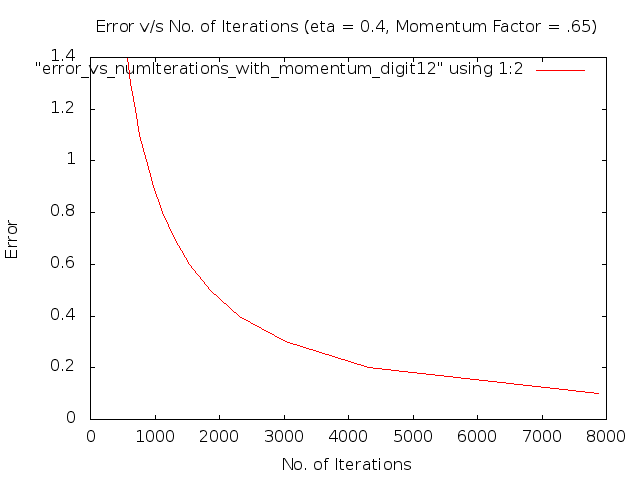 Error v/s No. of Iterations (eta = 0.4, Momentum Factor = .65)
1.4
"error_vs_numIterations_with_momentum_digit12" using 1:2
1.2
1
0.8
Error
0.6
0.4
0.2
0
0 1000 2000 3000 4000 5000 6000 7000 8000
No. of Iterations